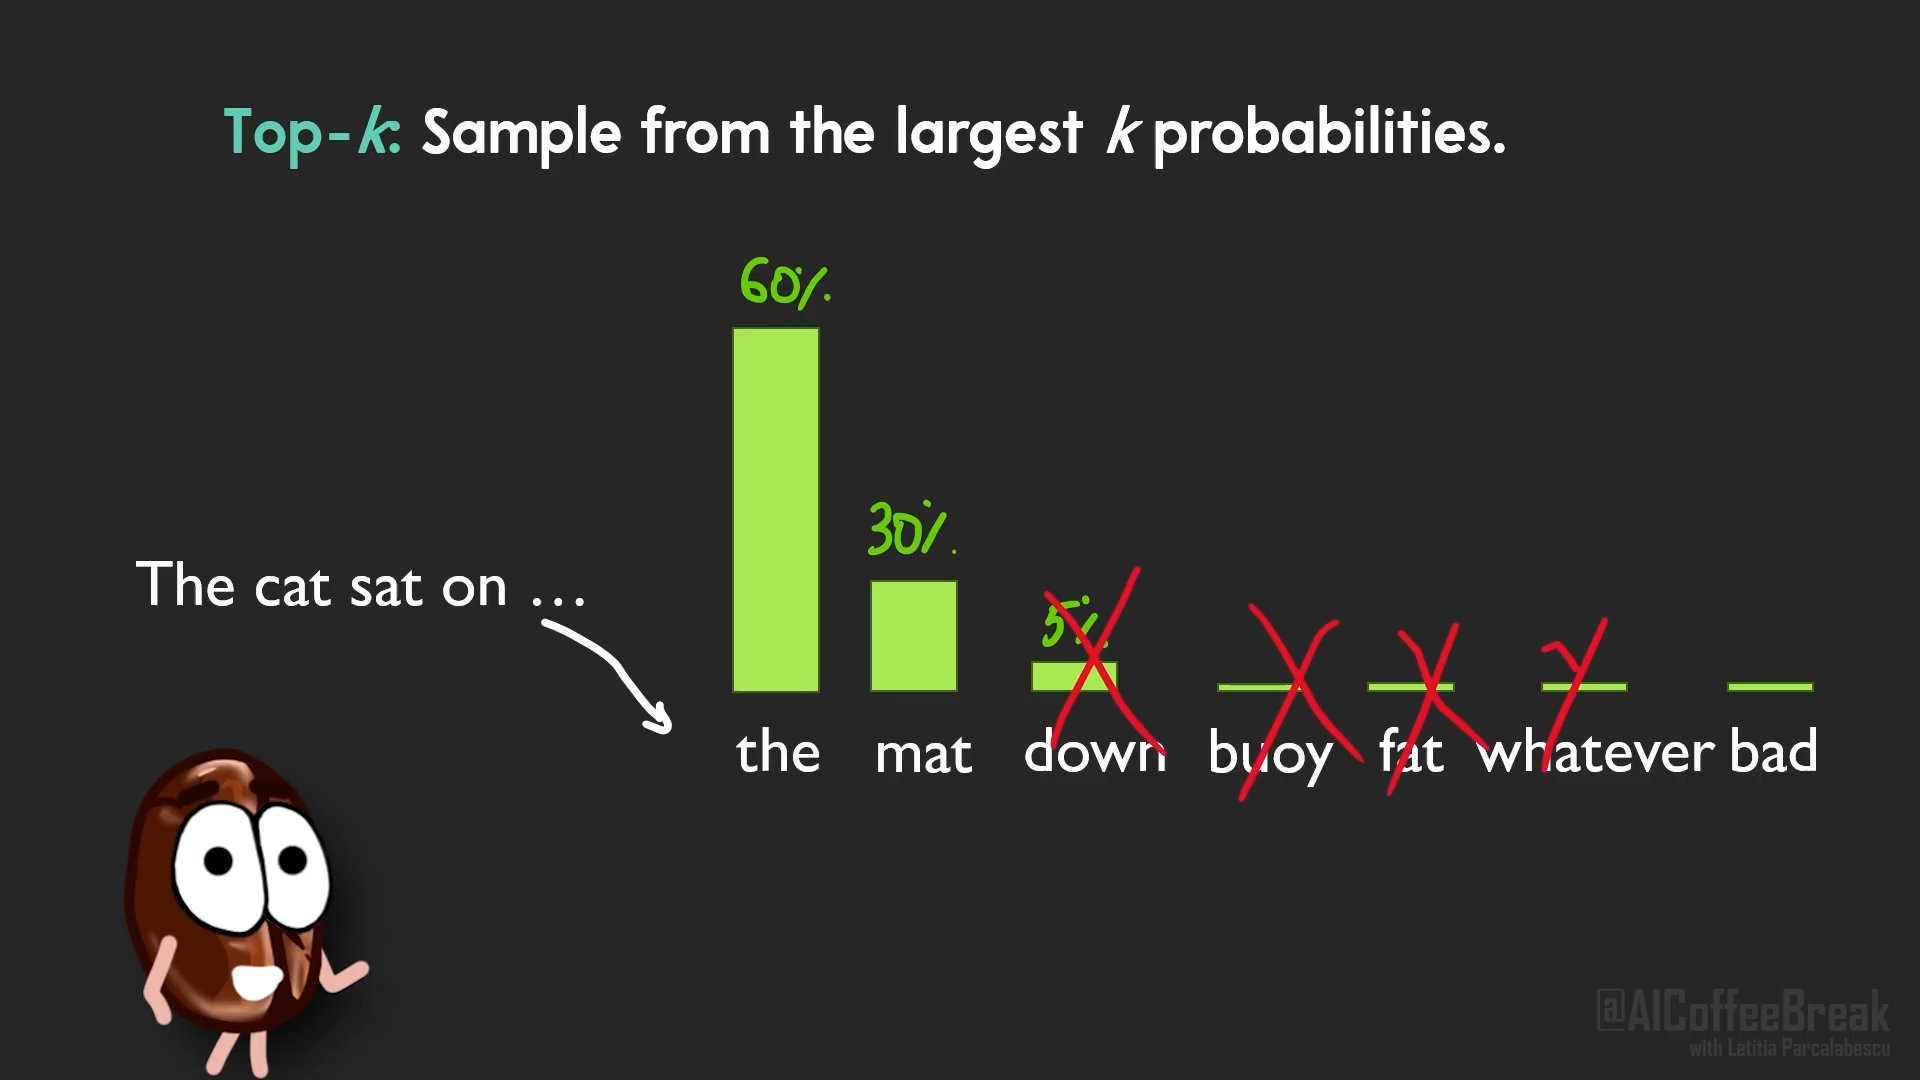 Top-k: Sample from the largest k probabilities.
60%
30%
5%
The cat sat on …
the mat down buoy fat whatever bad
@AICoffeeBreak
with Letitia Parcalabescu